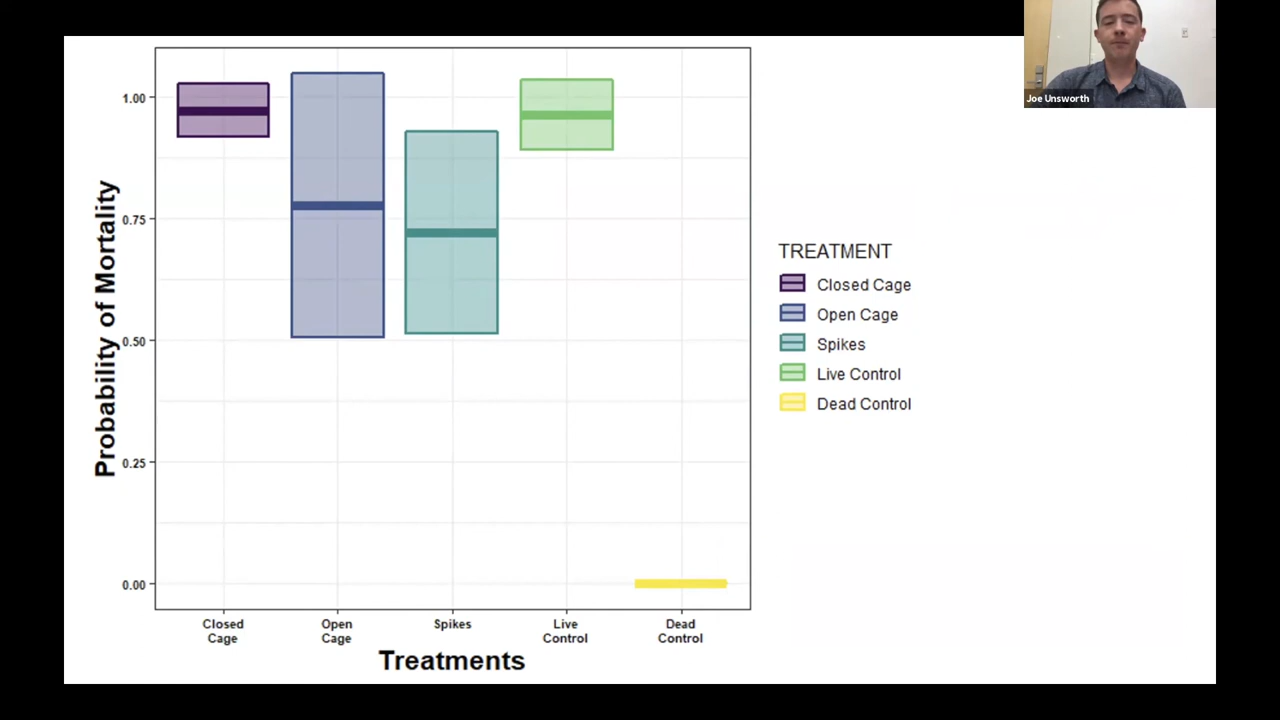 Joe Unsworth
Probability of Mortality
1.00
0.75
0.50
0.25
0.00
Closed
Cage
Open
Cage
Spikes
Live
Control
Dead
Control
Treatments
TREATMENT
Closed Cage
Open Cage
Spikes
Live Control
Dead Control